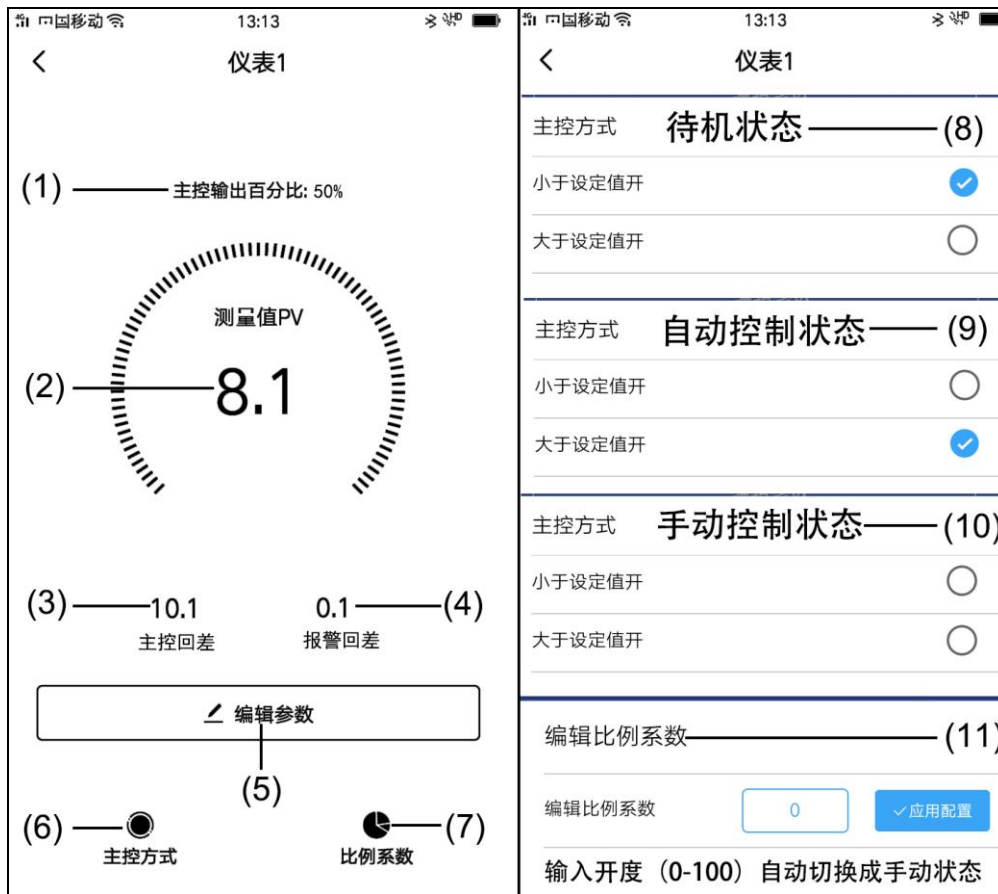 中国移动 13:13 HD
仪表1
(1) 主控输出百分比: 50%
测量值PV
(2) 8.1
(3) 10.1 0.1 (4)
主控回差 报警回差
编辑参数
(5)
(6) (7)
主控方式 比例系数
中国移动 13:13 HD
仪表1
主控方式 待机状态 (8)
小于设定值开
大于设定值开
主控方式 自动控制状态 (9)
小于设定值开
大于设定值开
主控方式 手动控制状态 (10)
小于设定值开
大于设定值开
编辑比例系数 (11)
编辑比例系数 0 ✓应用配置
输入开度(0-100)自动切换成手动状态